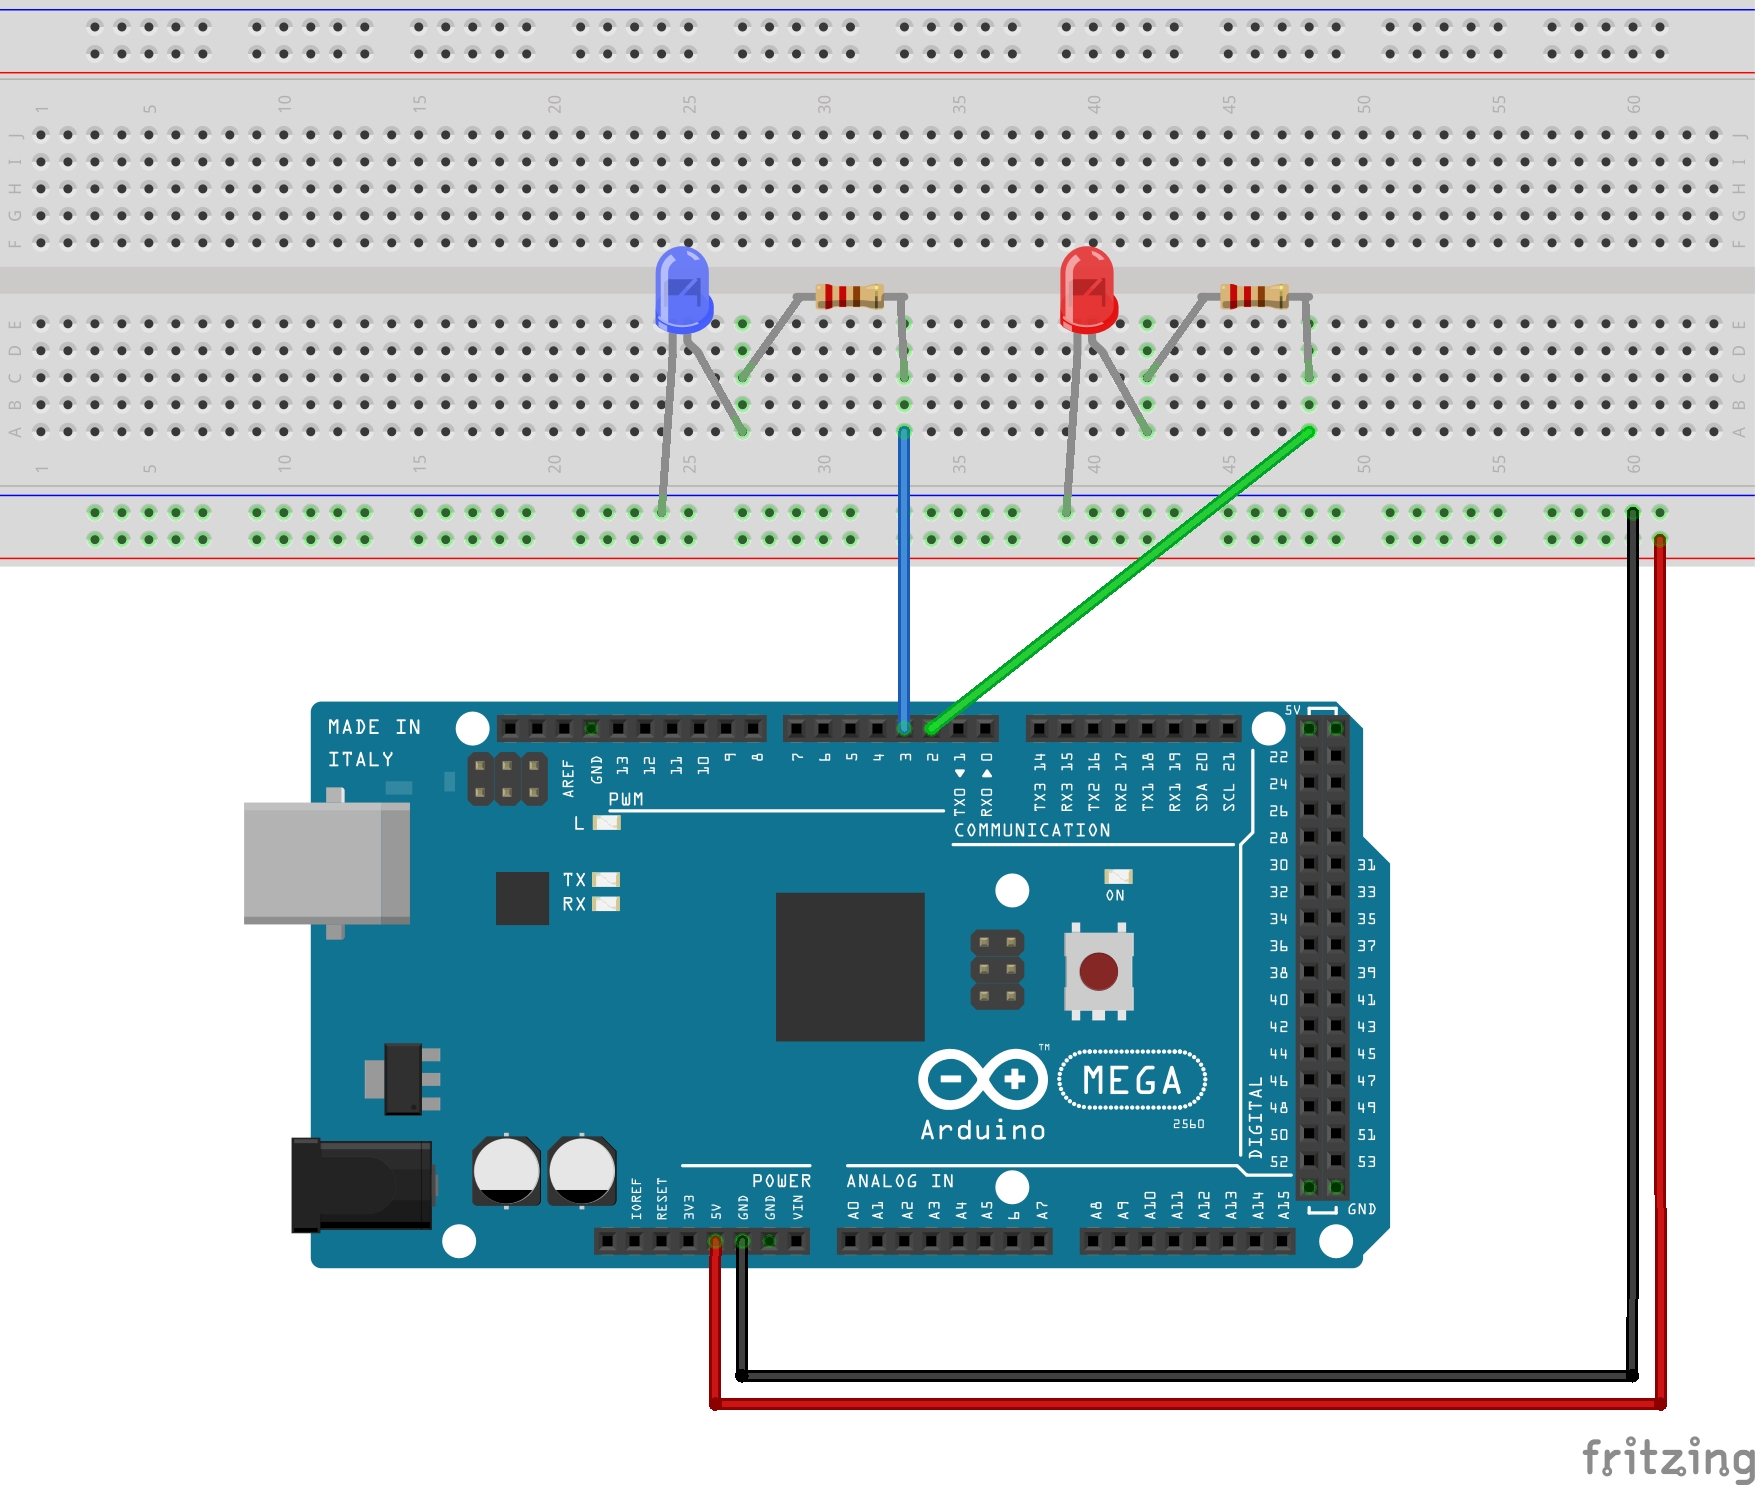 1 5 10 15 20 25 30 35 40 45 50 55 60
J J
I I
H H
G G
F F
E E
D D
C C
B B
A A
1 5 10 15 20 25 30 35 40 45 50 55 60
MADE IN
ITALY
AREF GND 13 12 11 10 9 8 7 6 5 4 3 2 TX0 1 RX0 0
TX3 14 RX3 15 TX2 16 RX2 17 TX1 18 RX1 19 SDA 20 SCL 21
5V
PWM
COMMUNICATION
L
TX
RX
ON
22
24
26
28
30 31
32 33
34 35
36 37
38 39
40 41
42 43
44 45
46 47
48 49
50 51
52 53
GND
DIGITAL
TM
MEGA
Arduino
2560
POWER
ANALOG IN
IOREF RESET 3V3 5V GND GND VIN
A0 A1 A2 A3 A4 A5 6 A7 A8 A9 A10 A11 A12 A13 A14 A15
fritzing